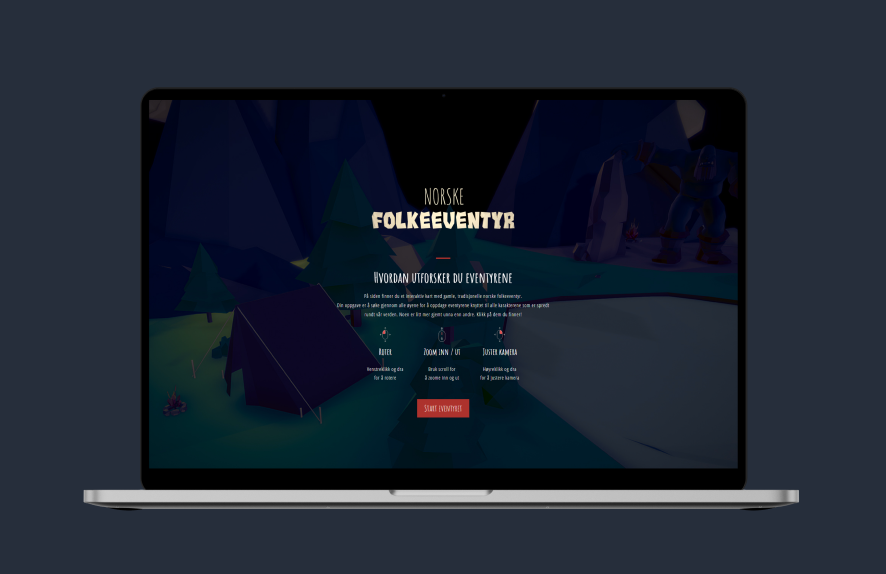 NORSKE
FOLKEEVENTYR
HVORDAN UTFORSKER DU EVENTYRENE
På siden finner du et interaktiv kart med gamle, tradisjonelle norske folkeeventyr.
Din oppgave er å søke gjennom alle øyene for å oppdage eventyrene knyttet til alle karakterene som er spredt
rundt vår verden. Noen er litt mer gjemt unna enn andre. Klikk på dem du finner!
ROTER
ZOOM INN / UT
JUSTER KAMERA
Venstreklikk og dra
for å rotere
Bruk scroll for
å zoome inn og ut
Høyreklikk og dra
for å justere kamera
START EVENTYRET